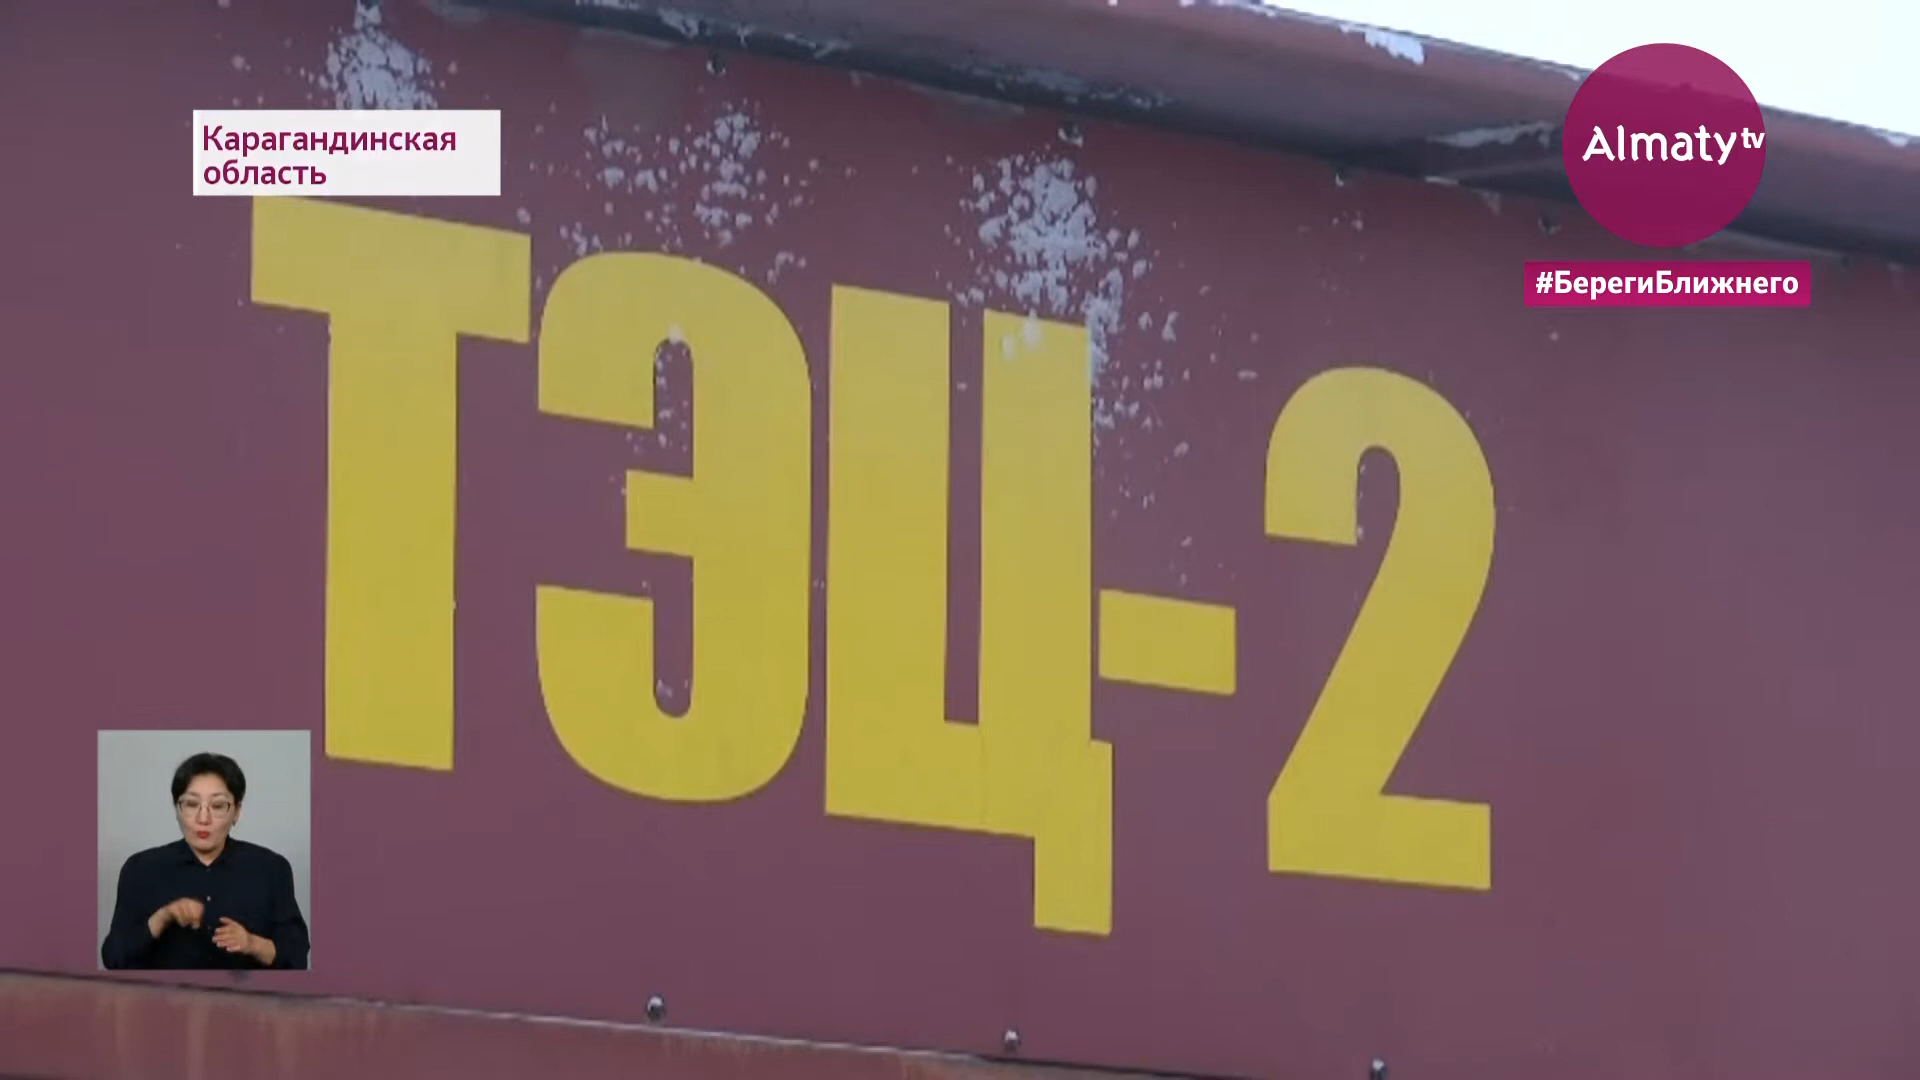 Карагандинская
область
Almaty tv
#БерегиБлижнего
ТЭЦ-2